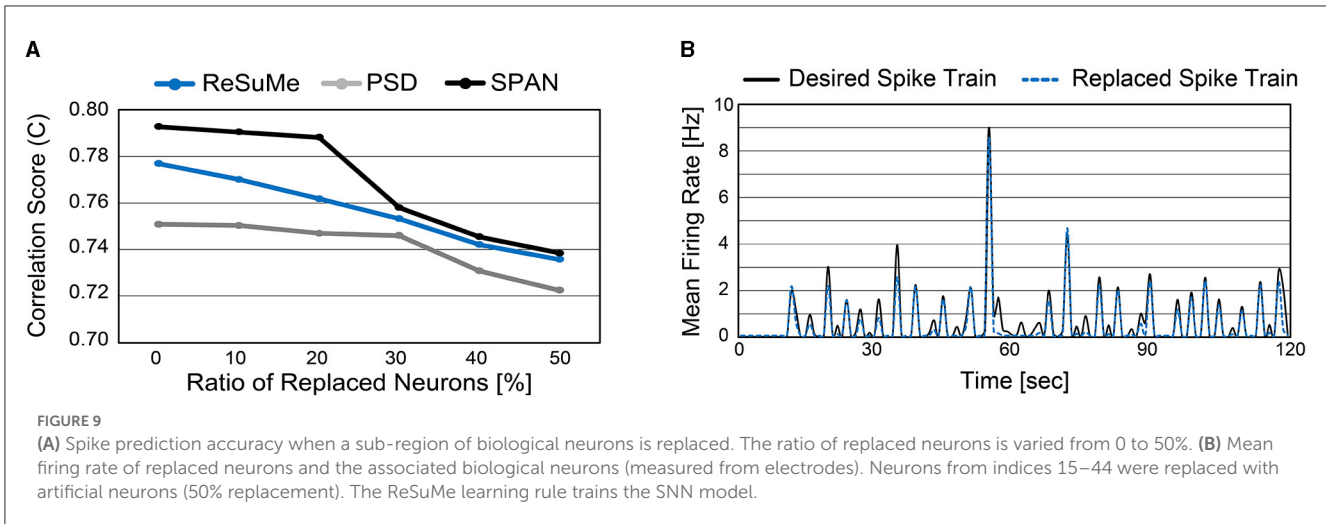 A
ReSuMe PSD SPAN
Correlation Score (C)
0.80
0.78
0.76
0.74
0.72
0.70
0 10 20 30 40 50
Ratio of Replaced Neurons [%]
B
Desired Spike Train Replaced Spike Train
Mean Firing Rate [Hz]
10
8
6
4
2
0
0 30 60 90 120
Time [sec]
FIGURE 9
(A) Spike prediction accuracy when a sub-region of biological neurons is replaced. The ratio of replaced neurons is varied from 0 to 50%. (B) Mean
firing rate of replaced neurons and the associated biological neurons (measured from electrodes). Neurons from indices 15–44 were replaced with
artificial neurons (50% replacement). The ReSuMe learning rule trains the SNN model.